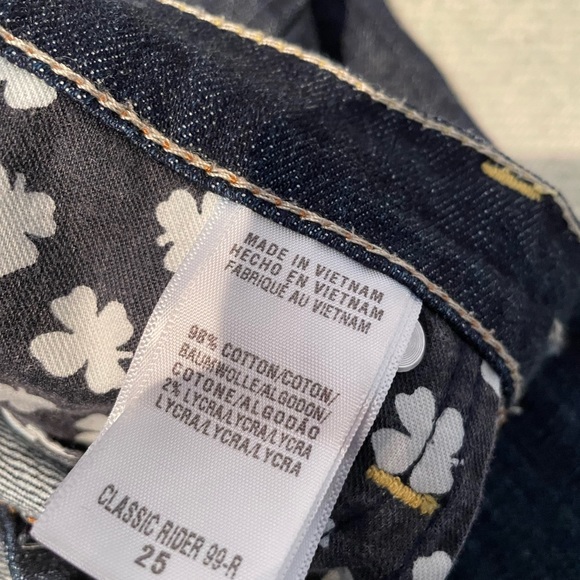 MADE IN VIETNAM
HECHO EN VIETNAM
FABRIQUÉ AU VIETNAM
98% COTTON/COTON/
BAUMWOLLE/ALGODON/
COTONE/ALGODÃO
2% LYCRA/LYCRA/LYCRA
LYCRA/LYCRA/LYCRA
CLASSIC RIDER 99-R
25